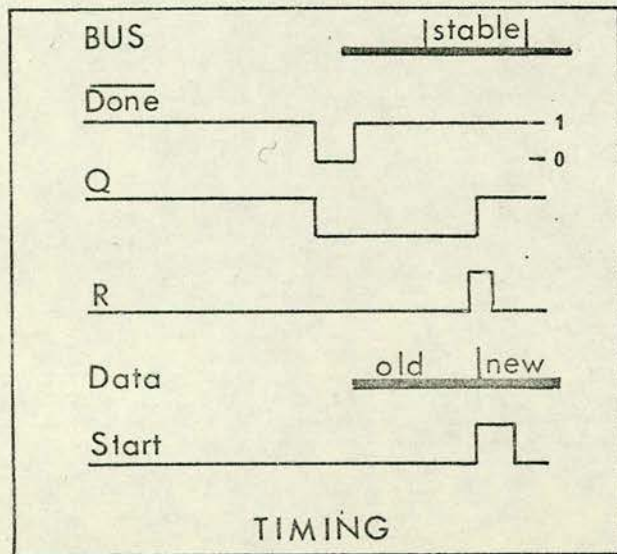 BUS |stable|
Done
1
0
Q
R
Data old |new
Start
TIMING